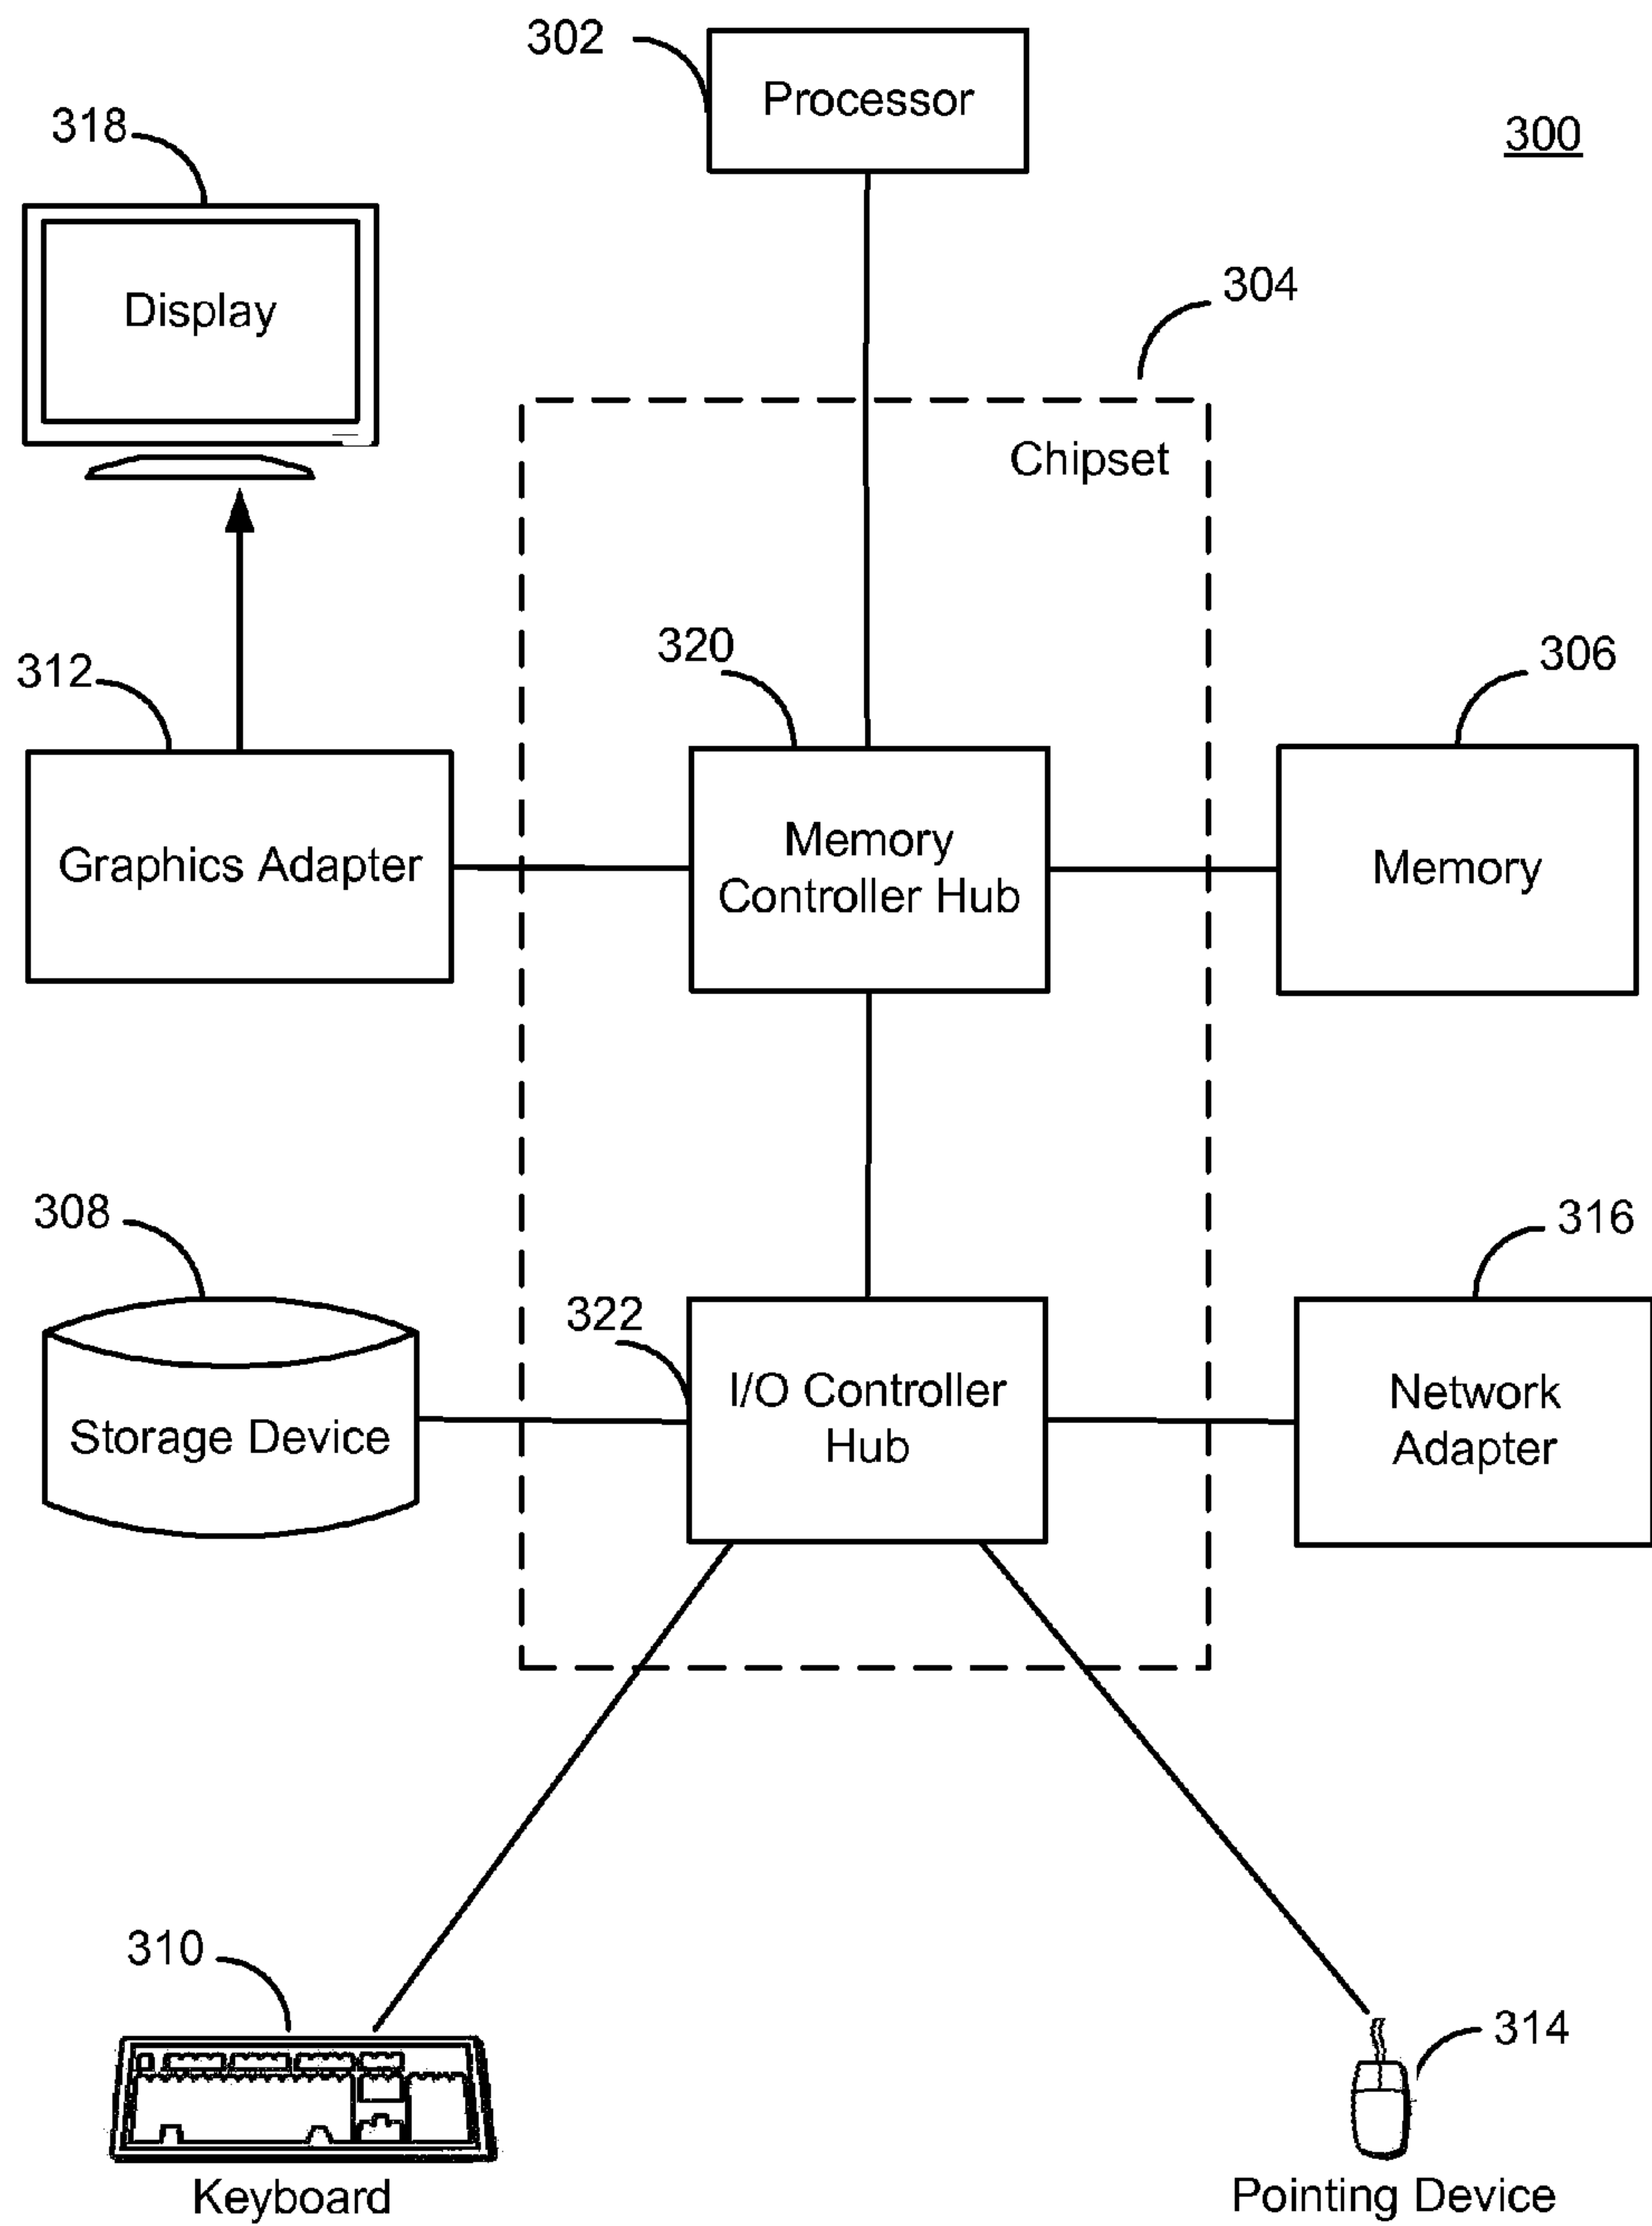 302
Processor
300
318
Display
304
Chipset
320
306
312
Memory
Controller Hub
Graphics Adapter
Memory
308
316
322
I/O Controller
Hub
Storage Device
Network
Adapter
310
314
Keyboard
Pointing Device